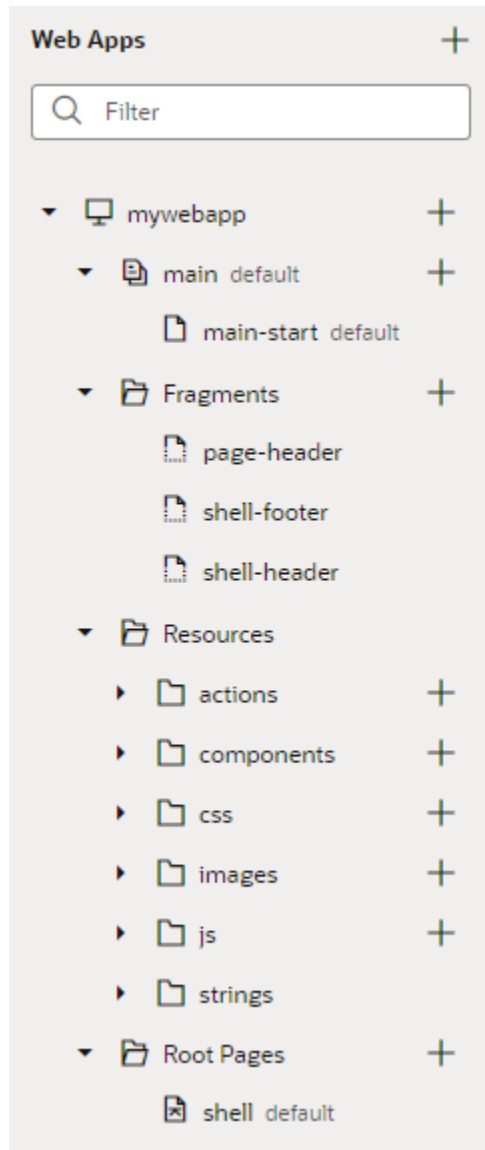 Web Apps
Filter
mywebapp
main default
main-start default
Fragments
page-header
shell-footer
shell-header
Resources
actions
components
css
images
js
strings
Root Pages
shell default